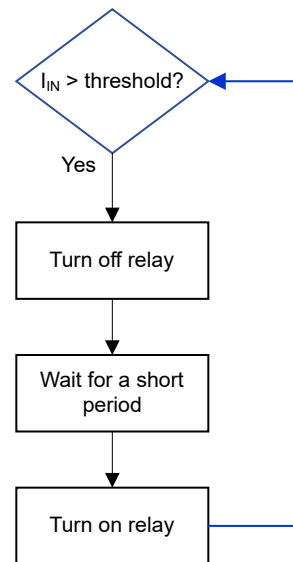 I_IN > threshold?
Yes
Turn off relay
Wait for a short
period
Turn on relay